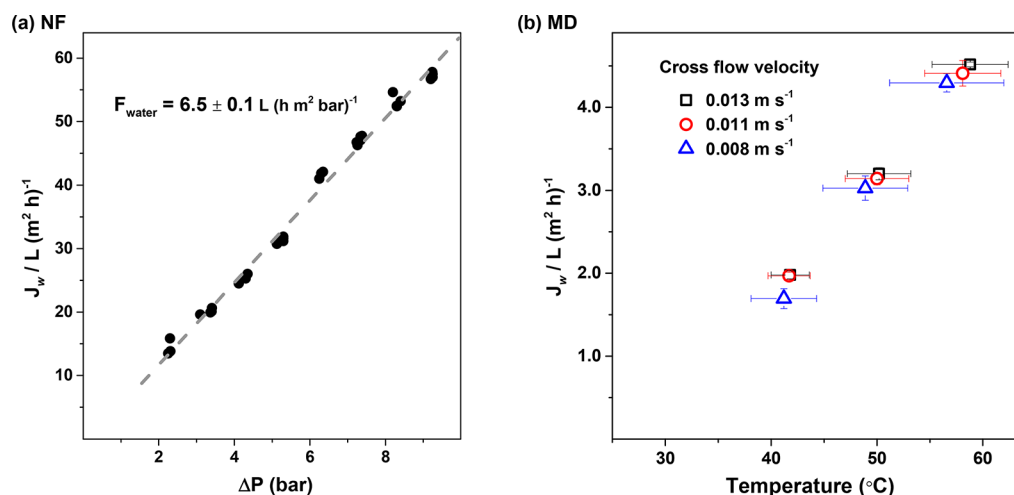 (a) NF
F_water = 6.5 ± 0.1 L (h m² bar)⁻¹
J_w / L (m² h)⁻¹
60
50
40
30
20
10
2
4
6
8
10
ΔP (bar)
(b) MD
Cross flow velocity
0.013 m s⁻¹
0.011 m s⁻¹
0.008 m s⁻¹
J_w / L (m² h)⁻¹
4.0
3.0
2.0
1.0
30
40
50
60
Temperature (°C)